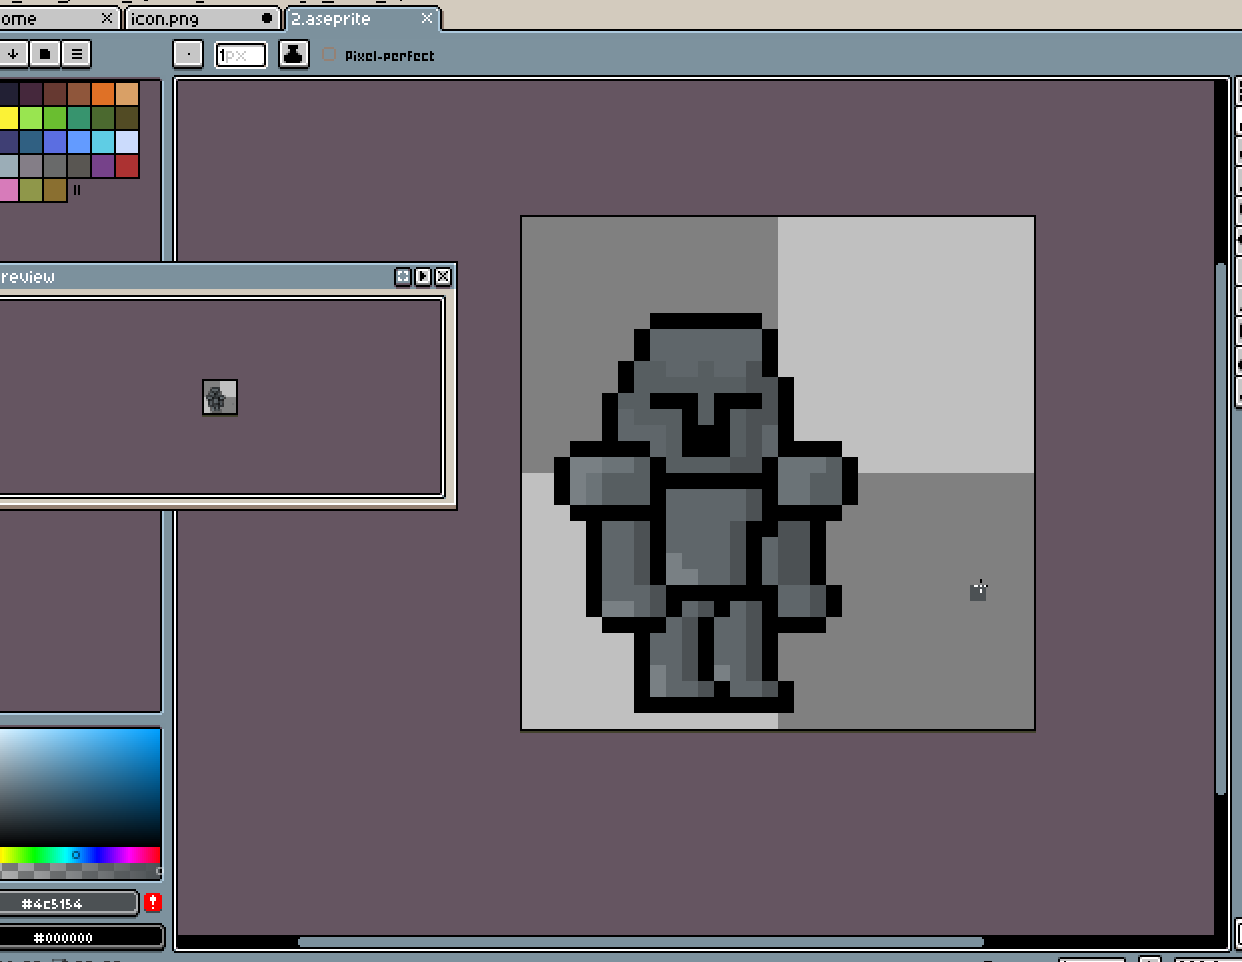 ome
icon.png
2.aseprite
1px
Pixel-perfect
review
#4c5154
#000000